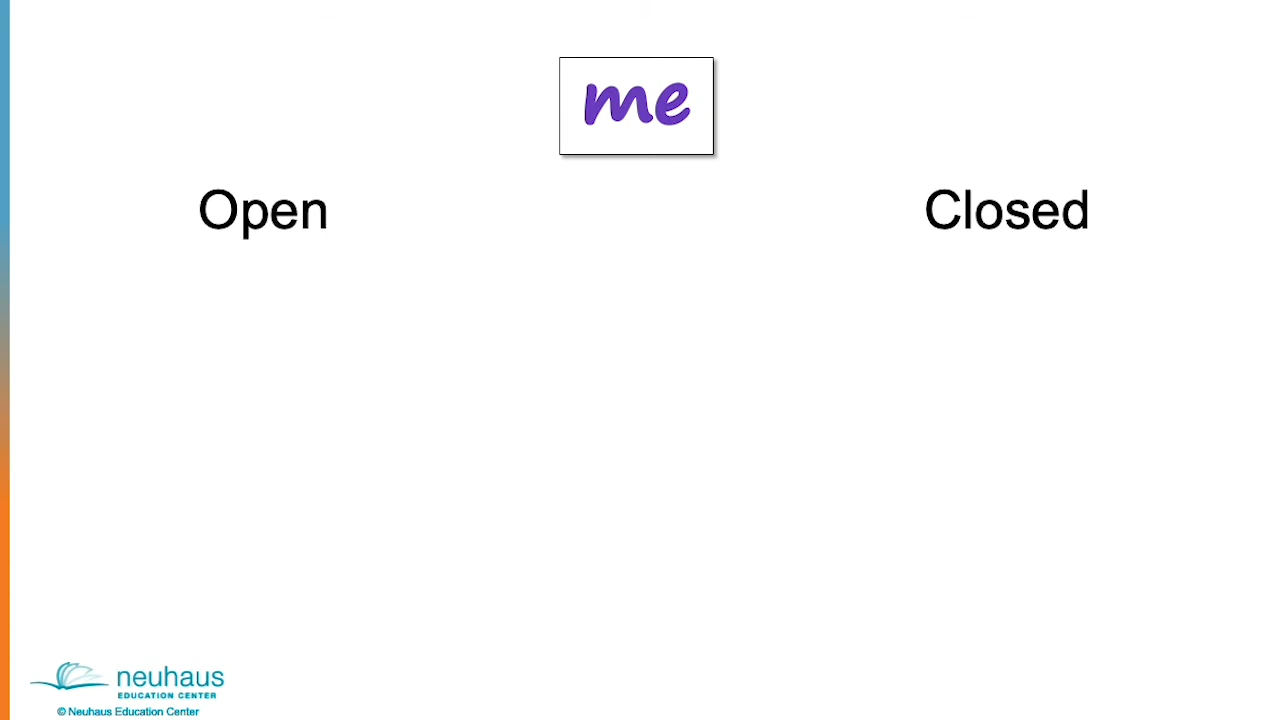 me
Open
Closed
neuhaus
EDUCATION CENTER
© Neuhaus Education Center